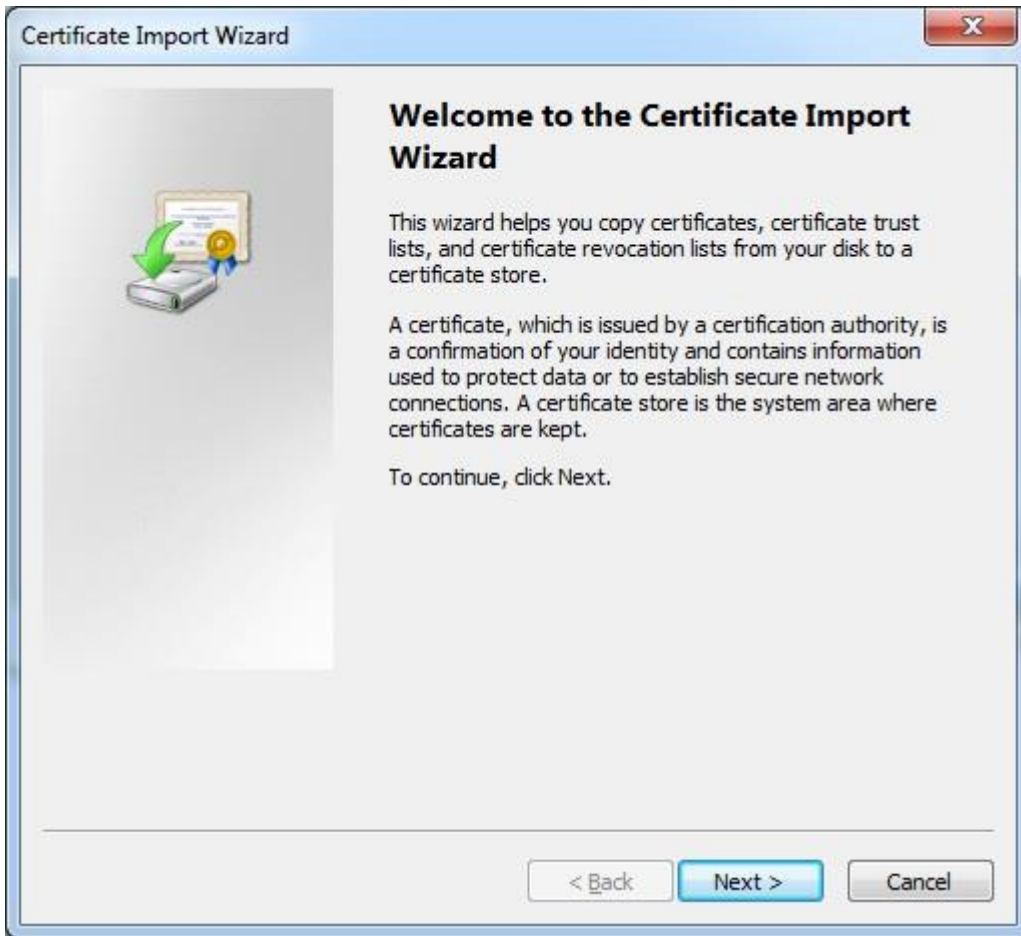 Certificate Import Wizard
Welcome to the Certificate Import
Wizard
This wizard helps you copy certificates, certificate trust
lists, and certificate revocation lists from your disk to a
certificate store.
A certificate, which is issued by a certification authority, is
a confirmation of your identity and contains information
used to protect data or to establish secure network
connections. A certificate store is the system area where
certificates are kept.
To continue, click Next.
< Back
Next >
Cancel